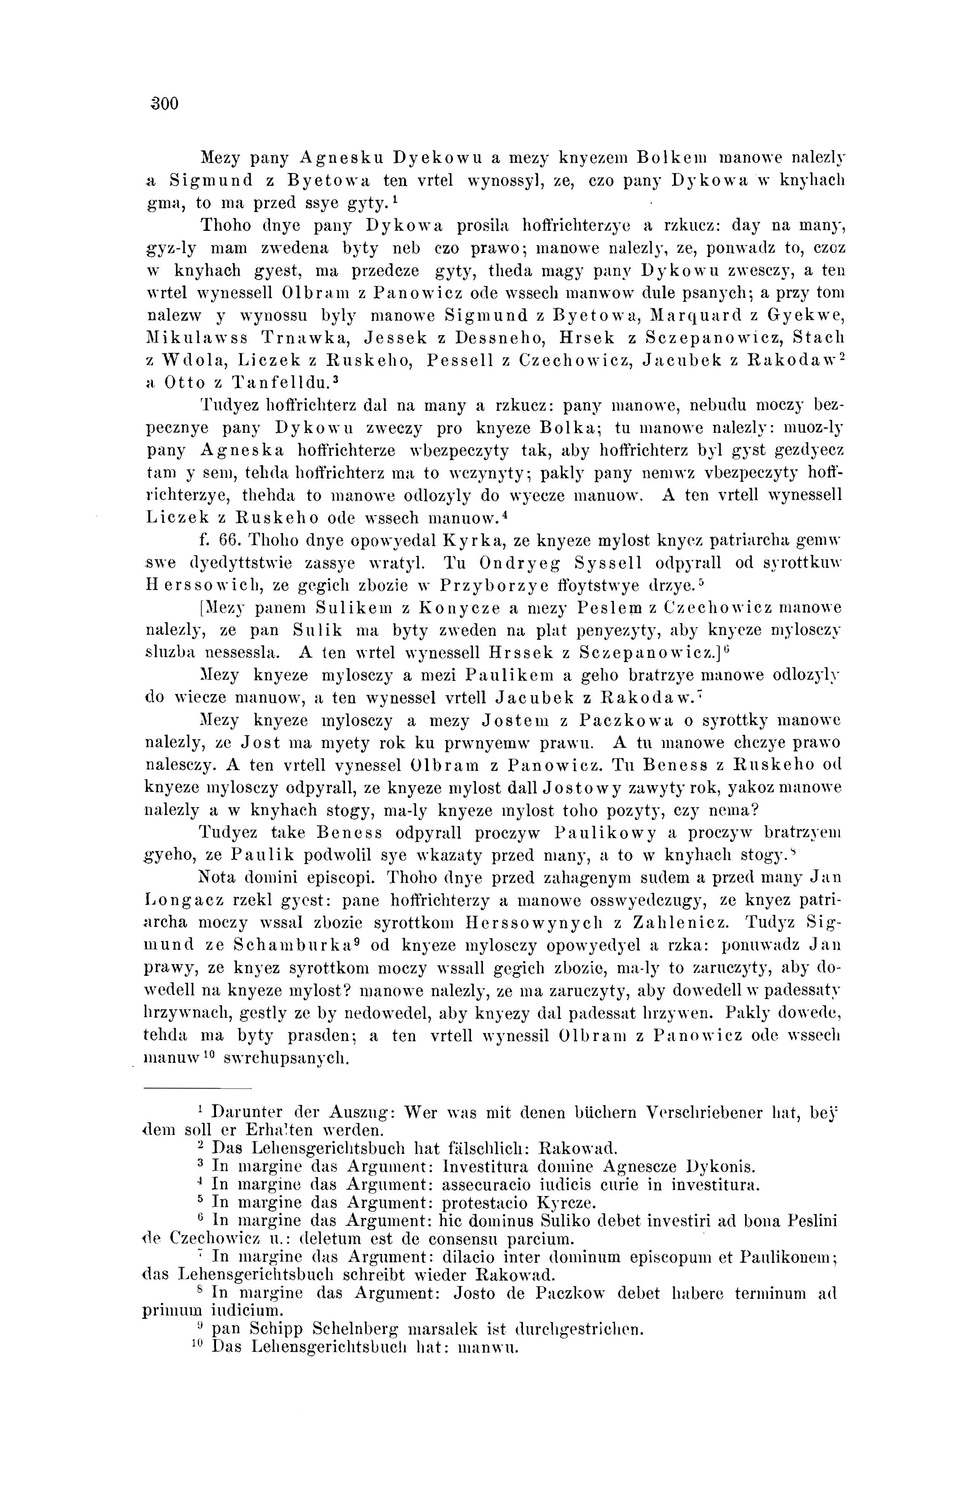 300
Mezy pany Agnesku Dyekowu a mezy knyezem Bolkem manowe nalezly
a Sigmund z Byetowa ten vrtel wynossyl, ze, czo pany Dykowa w knyhach
gma, to ma przed ssye gyty.¹
Thoho dnye pany Dykowa prosila hoffrichterzye a rzkucz: day na many,
gyz-ly mam zwedena byty neb czo prawo; manowe nalezly, ze, ponwadz to, czoz
w knyhach gyest, ma przedcze gyty, theda magy pany Dykowu zwesczy, a ten
wrtel wynessell Olbram z Panowicz ode wssech manwow dule psanych; a przy tom
nalezw y wynossu byly manowe Sigmund z Byetowa, Marquard z Gyekwe,
Mikulawss Trnawka, Jessek z Dessneho, Hrsek z Sczepanowicz, Stach
z Wdola, Liczek z Ruskeho, Pessell z Czechowicz, Jacubek z Rakodaw²
a Otto z Tanfelldu.³
Tudyez hoffrichterz dal na many a rzkucz: pany manowe, nebudu moczy bez-
pecznye pany Dykowu zweczy pro knyeze Bolka; tu manowe nalezly: muoz-ly
pany Agneska hoffrichterze wbezpeczyty tak, aby hoffrichterz byl gyst gezdyecz
tam y sem, tehda hoffrichterz ma to wczynyty; pakly pany nemwz vbezpeczyty hoff-
richterzye, thehda to manowe odlozyly do wyecze manuow. A ten vrtell wynessell
Liczek z Ruskeho ode wssech manuow.⁴
f. 66. Thoho dnye opowyedal Kyrka, ze knyeze mylost knycz patriarcha gemw
swe dyedyttstwie zassye wratyl. Tu Ondryeg Syssell odpyrall od syrottkuw
Herssowich, ze gegich zbozie w Przyborzye ffoytstwye drzye.⁵
[Mezy panem Sulikem z Konycze a mezy Peslem z Czechowicz manowe
nalezly, ze pan Sulik ma byty zweden na plat penyezyty, aby knyeze mylosczy
sluzba nessessla. A ten wrtel wynessell Hrssek z Sczepanowicz.]⁶
Mezy knyeze mylosczy a mezi Paulikem a geho bratrzye manowe odlozyly
do wiecze manuow, a ten wynessel vrtell Jacubek z Rakodaw.⁷
Mezy knyeze mylosczy a mezy Jostem z Paczkowa o syrottky manowe
nalezly, ze Jost ma myety rok ku prwnyemw prawu. A tu manowe chczye prawo
nalesczy. A ten vrtell vynessel Olbram z Panowicz. Tu Beness z Ruskeho od
knyeze mylosczy odpyrall, ze knyeze mylost dall Jostowy zawyty rok, yakoz manowe
nalezly a w knyhach stogy, ma-ly knyeze mylost toho pozyty, czy nema?
Tudyez take Beness odpyrall proczyw Paulikowy a proczyw bratrzyem
gyeho, ze Paulik podwolil sye wkazaty przed many, a to w knyhach stogy.⁸
Nota domini episcopi. Thoho dnye przed zahagenym sudem a przed many Jan
Longacz rzekl gyest: pane hoffrichterzy a manowe osswyedczugy, ze knyez patri-
archa moczy wssal zbozie syrottkom Herssowynych z Zahlenicz. Tudyz Sig-
mund ze Schamburka⁹ od knyeze mylosczy opowyedyel a rzka: ponuwadz Jan
prawy, ze knyez syrottkom moczy wssall gegich zbozie, ma-ly to zaruczyty, aby do-
wedell na knyeze mylost? manowe nalezly, ze ma zaruczyty, aby dowedell w padessaty
hrzywnach, gestly ze by nedowedel, aby knyezy dal padessat hrzywen. Pakly dowede,
tehda ma byty prasden; a ten vrtell wynessil Olbram z Panowicz ode wssech
manuw¹⁰ swrchupsanych.
¹ Darunter der Auszug: Wer was mit denen büchern Verschriebener hat, beÿ
dem soll er Erhalten werden.
² Das Lehensgerichtsbuch hat fälschlich: Rakowad.
³ In margine das Argument: Investitura domine Agnescze Dykonis.
⁴ In margine das Argument: assecuracio iudicis curie in investitura.
⁵ In margine das Argument: protestacio Kyrcze.
⁶ In margine das Argument: hic dominus Suliko debet investiri ad bona Peslini
de Czechowicz u.: deletum est de consensu parcium.
⁷ In margine das Argument: dilacio inter dominum episcopum et Paulikonem;
das Lehensgerichtsbuch schreibt wieder Rakowad.
⁸ In margine das Argument: Josto de Paczkow debet habere terminum ad
primum iudicium.
⁹ pan Schipp Schelnberg marsalek ist durchgestrichen.
¹⁰ Das Lehensgerichtsbuch hat: manwu.